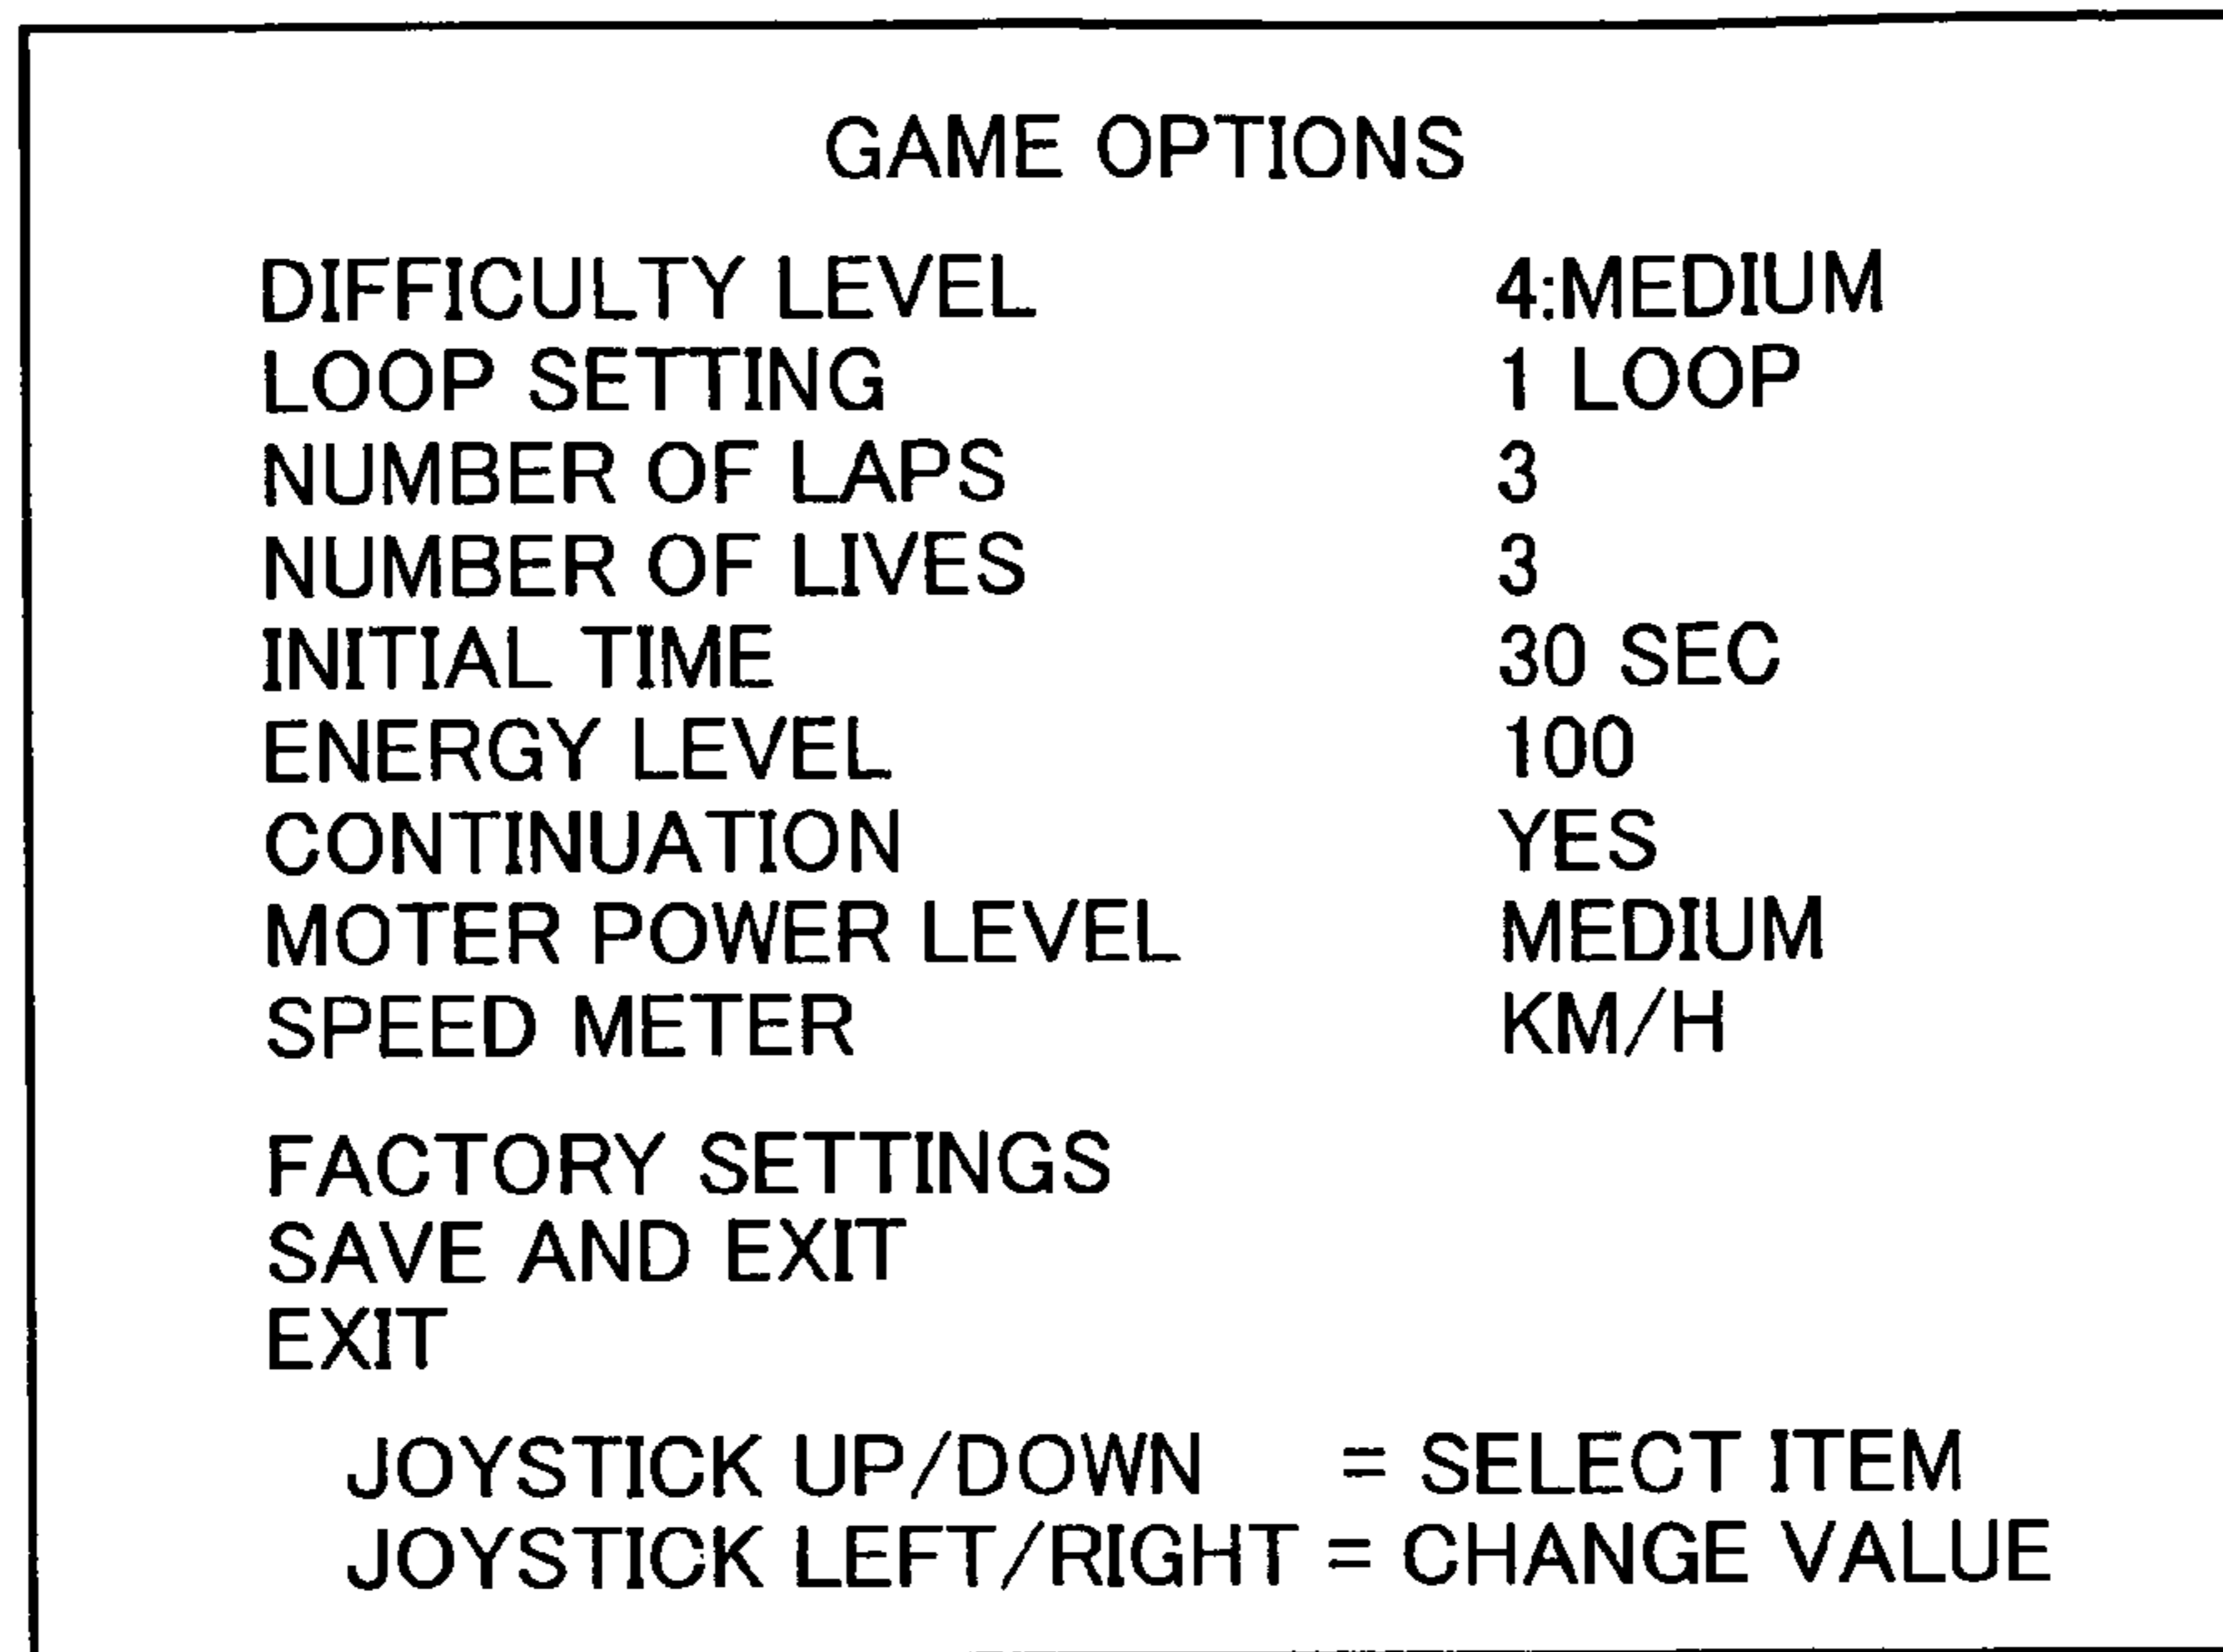 GAME OPTIONS
DIFFICULTY LEVEL 4:MEDIUM
LOOP SETTING 1 LOOP
NUMBER OF LAPS 3
NUMBER OF LIVES 3
INITIAL TIME 30 SEC
ENERGY LEVEL 100
CONTINUATION YES
MOTER POWER LEVEL MEDIUM
SPEED METER KM/H
FACTORY SETTINGS
SAVE AND EXIT
EXIT
JOYSTICK UP/DOWN = SELECT ITEM
JOYSTICK LEFT/RIGHT = CHANGE VALUE